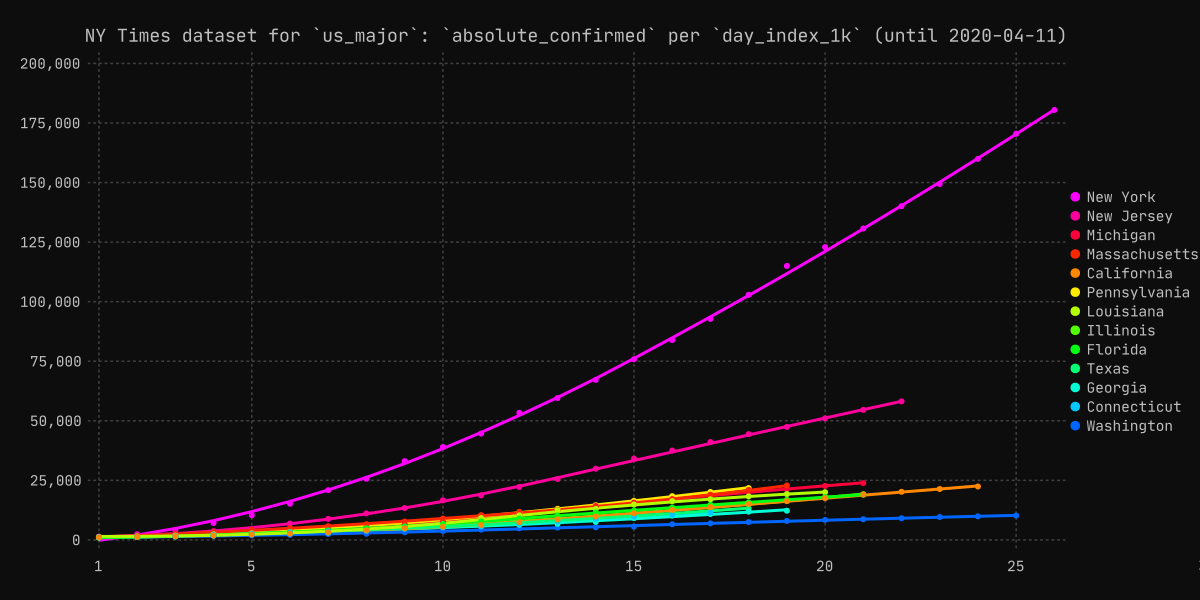 NY Times dataset for `us_major`: `absolute_confirmed` per `day_index_1k` (until 2020-04-11)
200,000
175,000
150,000
125,000
100,000
75,000
50,000
25,000
0
1 5 10 15 20 25
New York
New Jersey
Michigan
Massachusetts
California
Pennsylvania
Louisiana
Illinois
Florida
Texas
Georgia
Connecticut
Washington